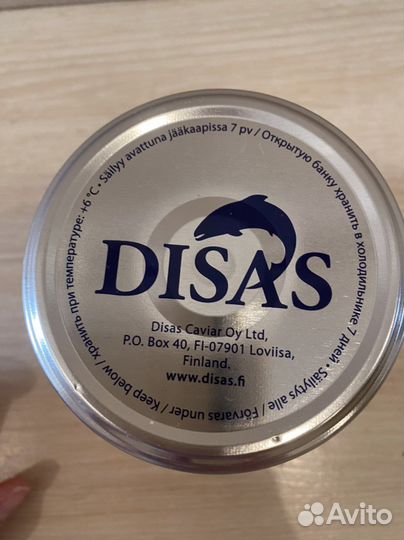 DISAS
Disas Caviar Oy Ltd,
P.O. Box 40, FI-07901 Loviisa,
Finland.
www.disas.fi
Säilytys alle / Förvaras under / Keep below / хранить при температуре: +6 °C • Säilyy avattuna jääkaapissa 7 pv / Открытую банку хранить в холодильнике 7 дней •
Avito